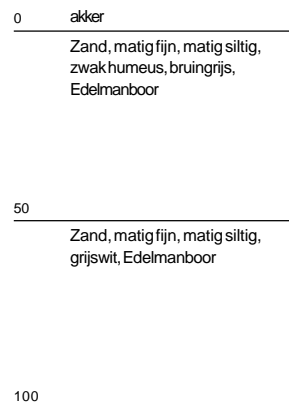 0 akker
Zand, matig fijn, matig siltig,
zwak humeus, bruingrijs,
Edelmanboor
50
Zand, matig fijn, matig siltig,
grijswit, Edelmanboor
100